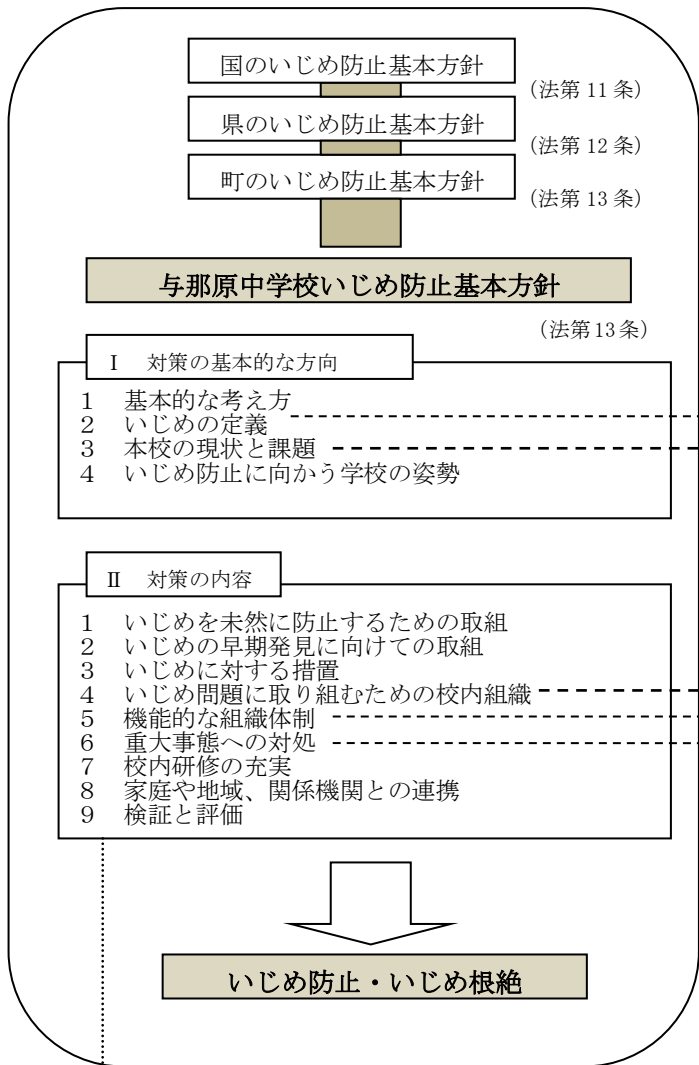 国のいじめ防止基本方針
(法第 11 条)
県のいじめ防止基本方針
(法第 12 条)
町のいじめ防止基本方針
(法第 13 条)
与那原中学校いじめ防止基本方針
(法第13条)
Ⅰ 対策の基本的な方向
1 基本的な考え方
2 いじめの定義
3 本校の現状と課題
4 いじめ防止に向かう学校の姿勢
Ⅱ 対策の内容
1 いじめを未然に防止するための取組
2 いじめの早期発見に向けての取組
3 いじめに対する措置
4 いじめ問題に取り組むための校内組織
5 機能的な組織体制
6 重大事態への対処
7 校内研修の充実
8 家庭や地域、関係機関との連携
9 検証と評価
いじめ防止・いじめ根絶